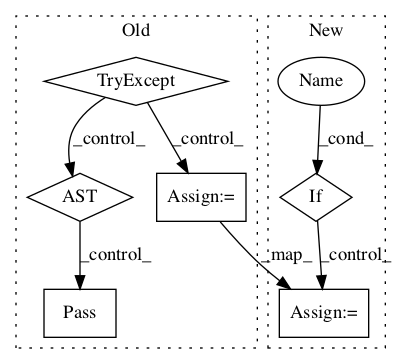 Old
New
TryExcept
Name
_control_
_control_
_cond_
AST
Assign:=
If
_control_
_map_
_control_
Pass
Assign:=